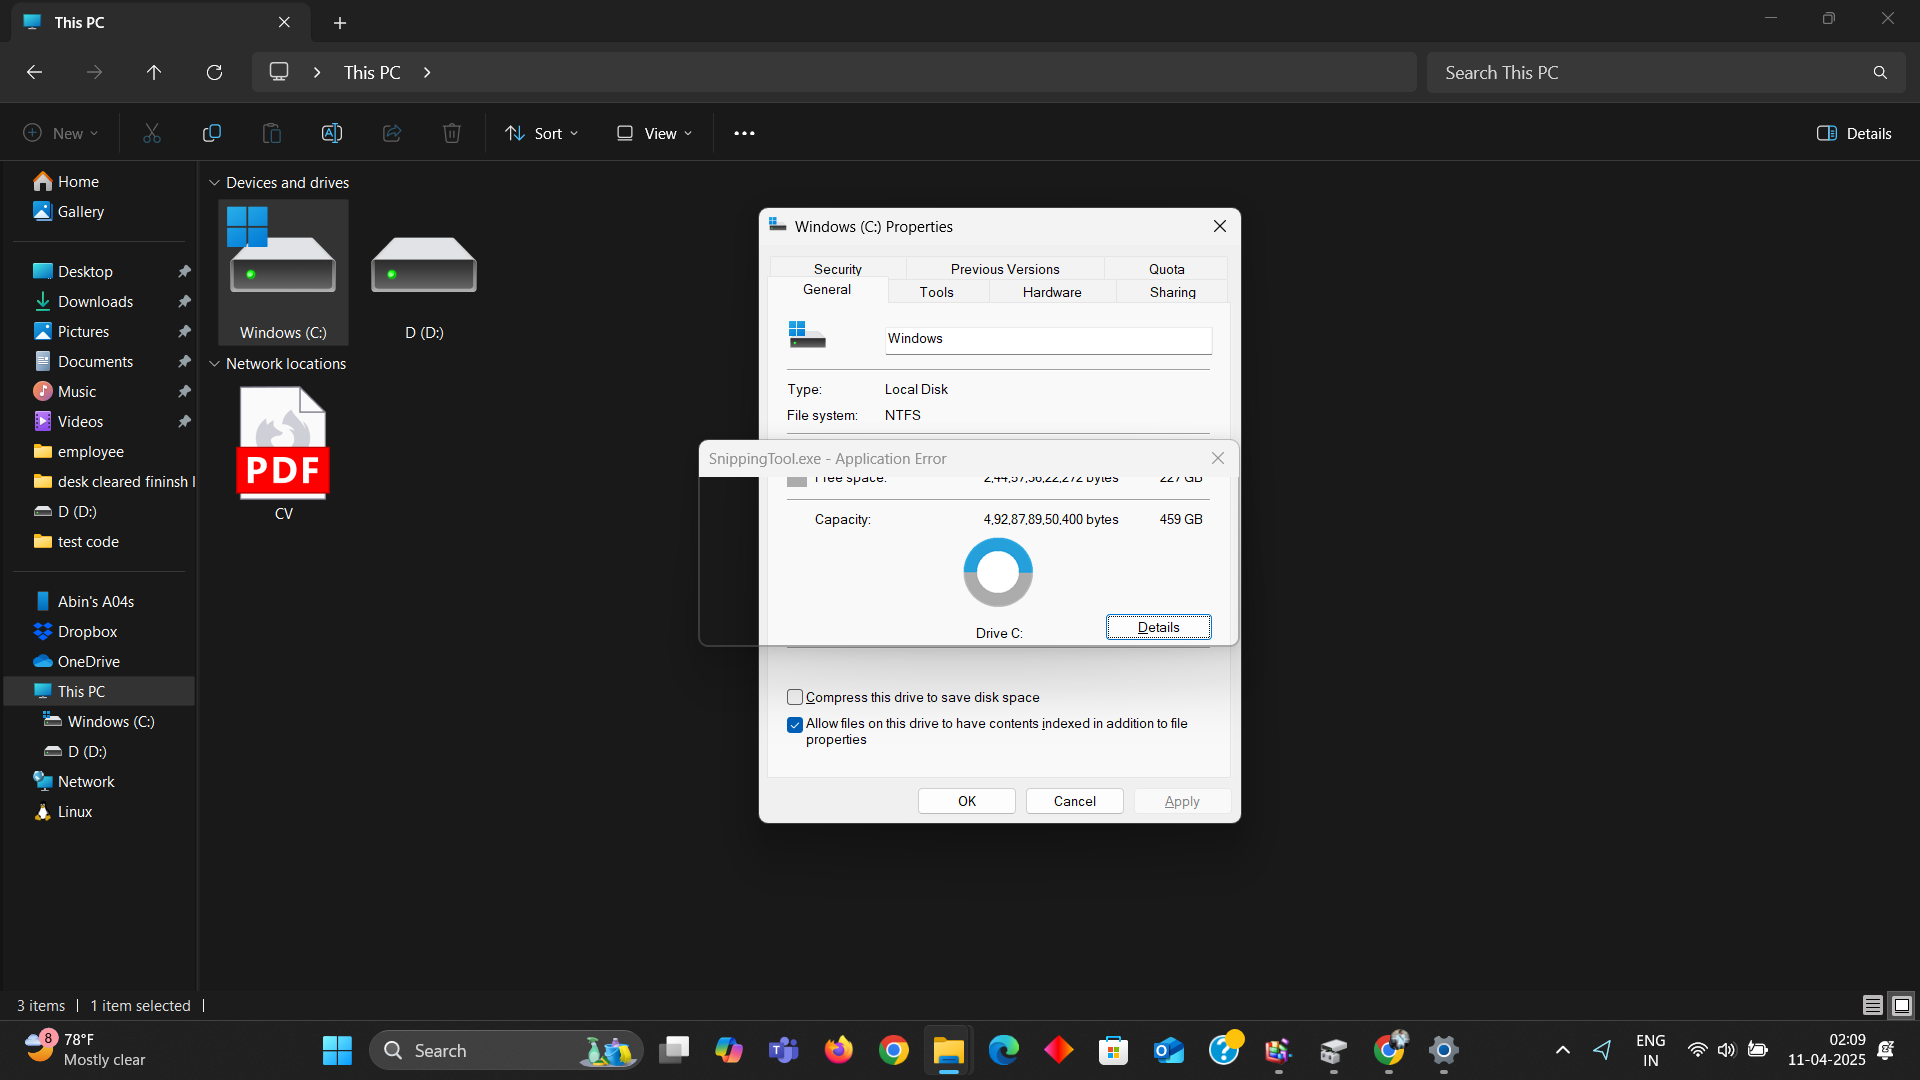 This PC
This PC
Search This PC
New
Sort
View
Details
Home
Gallery
Desktop
Downloads
Pictures
Documents
Music
Videos
employee
desk cleared fininsh l
D (D:)
test code
Abin's A04s
Dropbox
OneDrive
This PC
Windows (C:)
D (D:)
Network
Linux
Devices and drives
Windows (C:)
D (D:)
Network locations
PDF
CV
Windows (C:) Properties
Security
Previous Versions
Quota
General
Tools
Hardware
Sharing
Windows
Type: Local Disk
File system: NTFS
SnippingTool.exe - Application Error
Free space: 2,44,57,36,22,272 bytes 227 GB
Capacity: 4,92,87,89,50,400 bytes 459 GB
Drive C:
Details
Compress this drive to save disk space
Allow files on this drive to have contents indexed in addition to file
properties
OK
Cancel
Apply
3 items
1 item selected
8
78°F
Mostly clear
Search
ENG
IN
02:09
11-04-2025